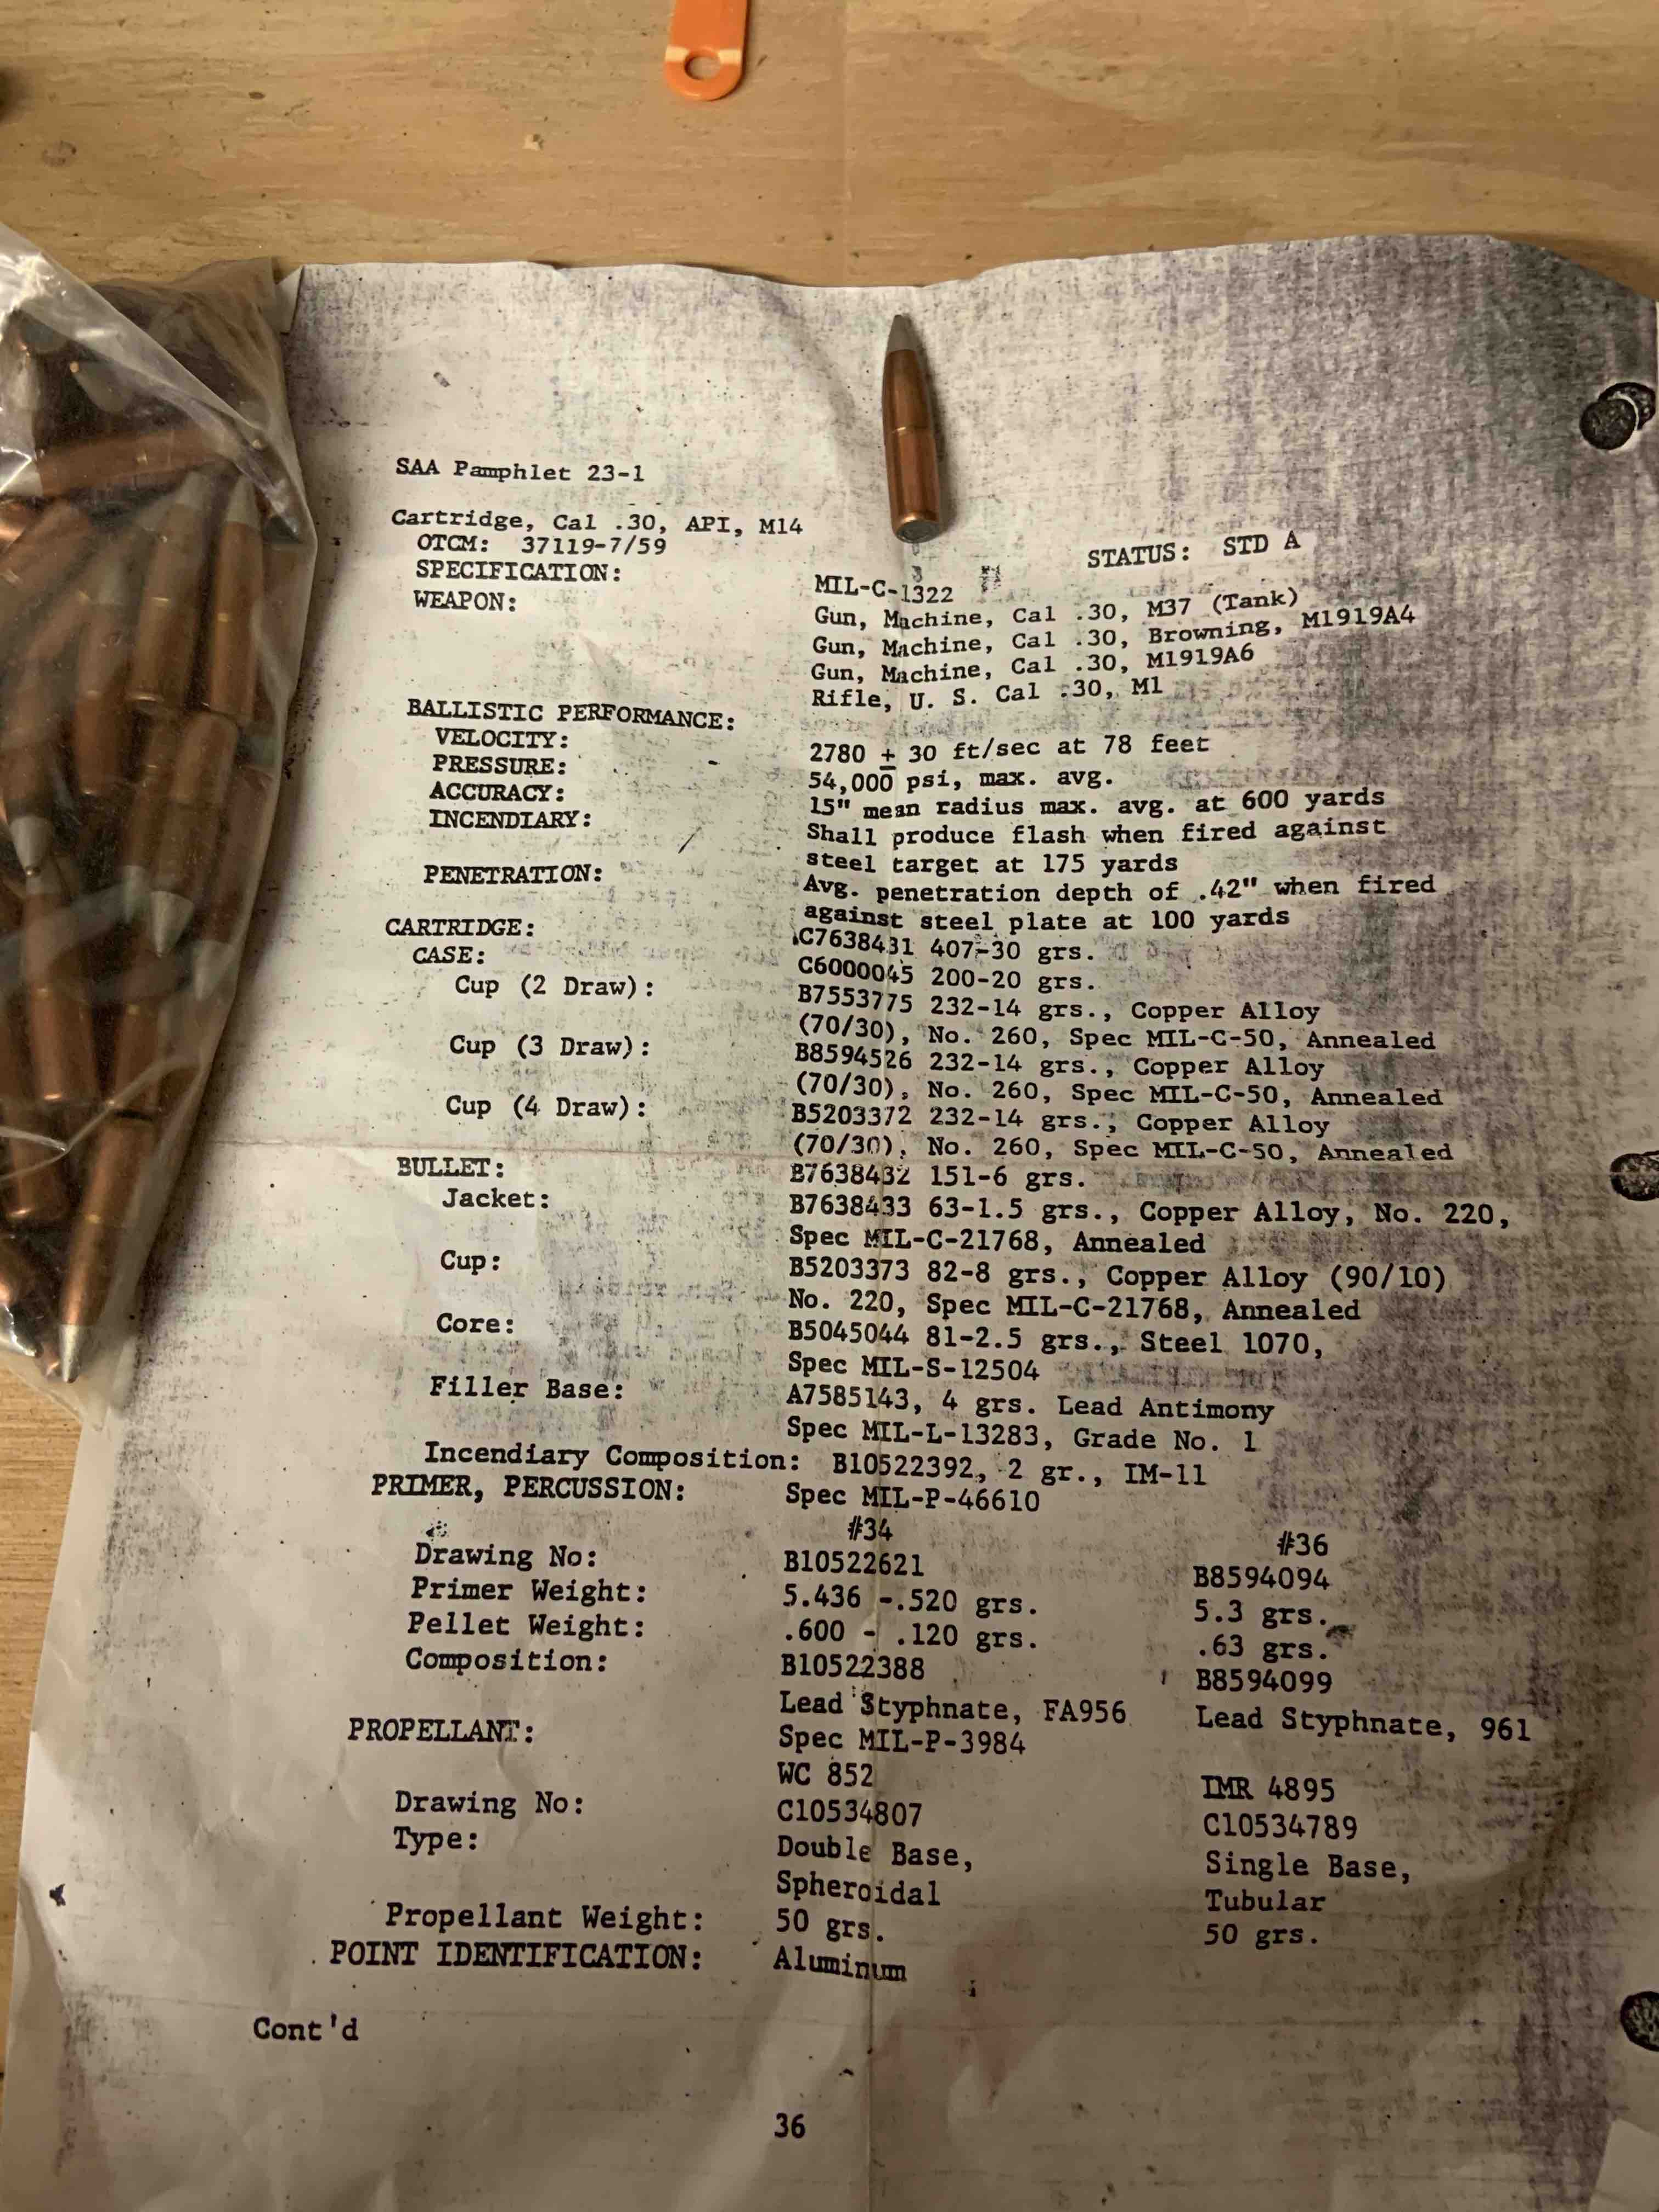 SAA Pamphlet 23-1
Cartridge, Cal .30, API, M14
OTCM: 37119-7/59 STATUS: STD A
SPECIFICATION: MIL-C-1322
WEAPON: Gun, Machine, Cal .30, M37 (Tank)
Gun, Machine, Cal .30, Browning, M1919A4
Gun, Machine, Cal .30, M1919A6
Rifle, U. S. Cal .30, M1
BALLISTIC PERFORMANCE:
VELOCITY: 2780 ± 30 ft/sec at 78 feet
PRESSURE: 54,000 psi, max. avg.
ACCURACY: 15" mean radius max. avg. at 600 yards
INCENDIARY: Shall produce flash when fired against
steel target at 175 yards
PENETRATION: Avg. penetration depth of .42" when fired
against steel plate at 100 yards
CARTRIDGE: C7638431 407-30 grs.
CASE: C6000045 200-20 grs.
Cup (2 Draw): B7553775 232-14 grs., Copper Alloy
(70/30), No. 260, Spec MIL-C-50, Annealed
Cup (3 Draw): B8594526 232-14 grs., Copper Alloy
(70/30), No. 260, Spec MIL-C-50, Annealed
Cup (4 Draw): B5203372 232-14 grs., Copper Alloy
(70/30), No. 260, Spec MIL-C-50, Annealed
BULLET: B7638432 151-6 grs.
Jacket: B7638433 63-1.5 grs., Copper Alloy, No. 220,
Spec MIL-C-21768, Annealed
Cup: B5203373 82-8 grs., Copper Alloy (90/10)
No. 220, Spec MIL-C-21768, Annealed
Core: B5045044 81-2.5 grs., Steel 1070,
Spec MIL-S-12504
Filler Base: A7585143, 4 grs. Lead Antimony
Spec MIL-L-13283, Grade No. 1
Incendiary Composition: B10522392, 2 gr., IM-11
PRIMER, PERCUSSION: Spec MIL-P-46610
#34 #36
Drawing No: B10522621 B8594094
Primer Weight: 5.436 -.520 grs. 5.3 grs.
Pellet Weight: .600 - .120 grs. .63 grs.
Composition: B10522388 B8594099
Lead Styphnate, FA956 Lead Styphnate, 961
PROPELLANT: Spec MIL-P-3984
WC 852 IMR 4895
Drawing No: C10534807 C10534789
Type: Double Base, Single Base,
Spheroidal Tubular
Propellant Weight: 50 grs. 50 grs.
POINT IDENTIFICATION: Aluminum
Cont'd
36